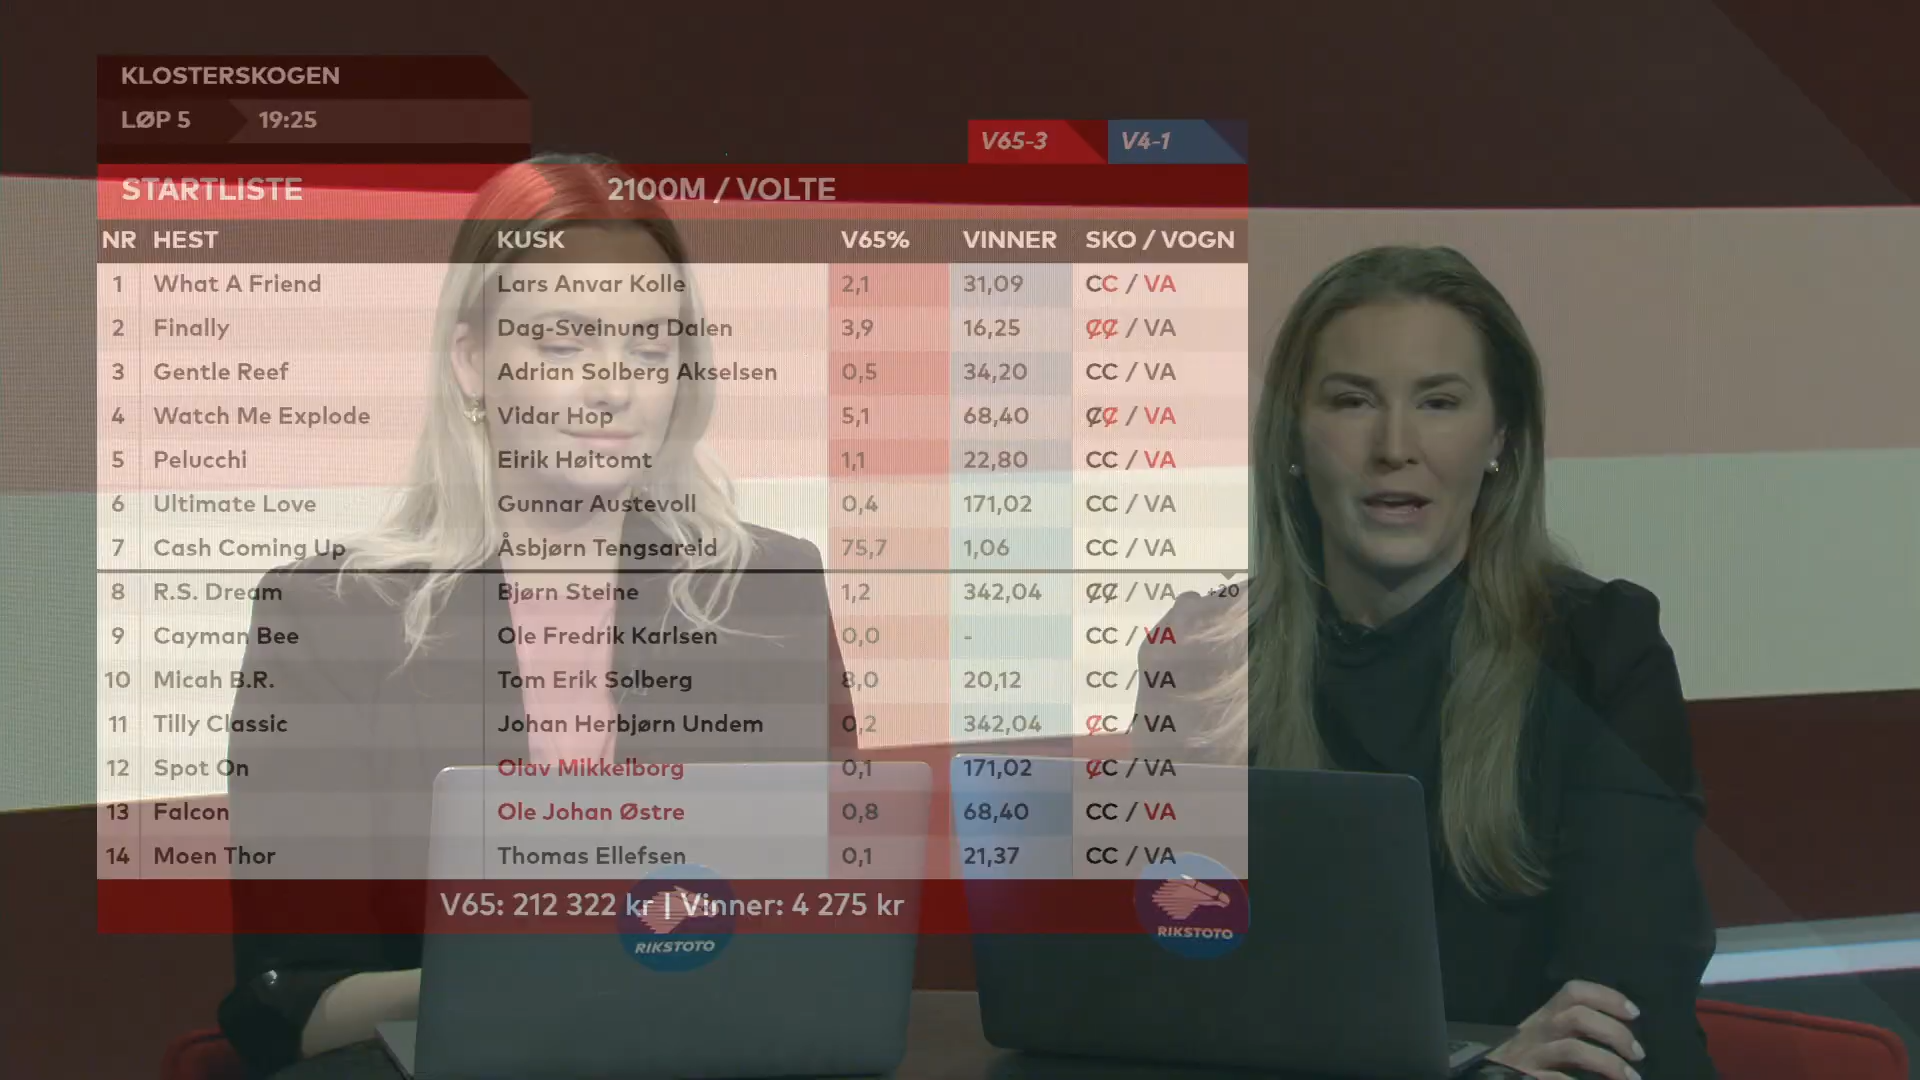 KLOSTERSKOGEN
LØP 5 19:25
V65-3 V4-1
STARTLISTE 2100M / VOLTE
NR HEST KUSK V65% VINNER SKO / VOGN
1 What A Friend Lars Anvar Kolle 2,1 31,09 CC / VA
2 Finally Dag-Sveinung Dalen 3,9 16,25 ȻȻ / VA
3 Gentle Reef Adrian Solberg Akselsen 0,5 34,20 CC / VA
4 Watch Me Explode Vidar Hop 5,1 68,40 ȻȻ / VA
5 Pelucchi Eirik Høitomt 1,1 22,80 CC / VA
6 Ultimate Love Gunnar Austevoll 0,4 171,02 CC / VA
7 Cash Coming Up Åsbjørn Tengsareid 75,7 1,06 CC / VA
8 R.S. Dream Bjørn Steine 1,2 342,04 ȻȻ / VA +20
9 Cayman Bee Ole Fredrik Karlsen 0,0 - CC / VA
10 Micah B.R. Tom Erik Solberg 8,0 20,12 CC / VA
11 Tilly Classic Johan Herbjørn Undem 0,2 342,04 ȻC / VA
12 Spot On Olav Mikkelborg 0,1 171,02 ȻC / VA
13 Falcon Ole Johan Østre 0,8 68,40 CC / VA
14 Moen Thor Thomas Ellefsen 0,1 21,37 CC / VA
V65: 212 322 kr | Vinner: 4 275 kr
RIKSTOTO
RIKSTOTO